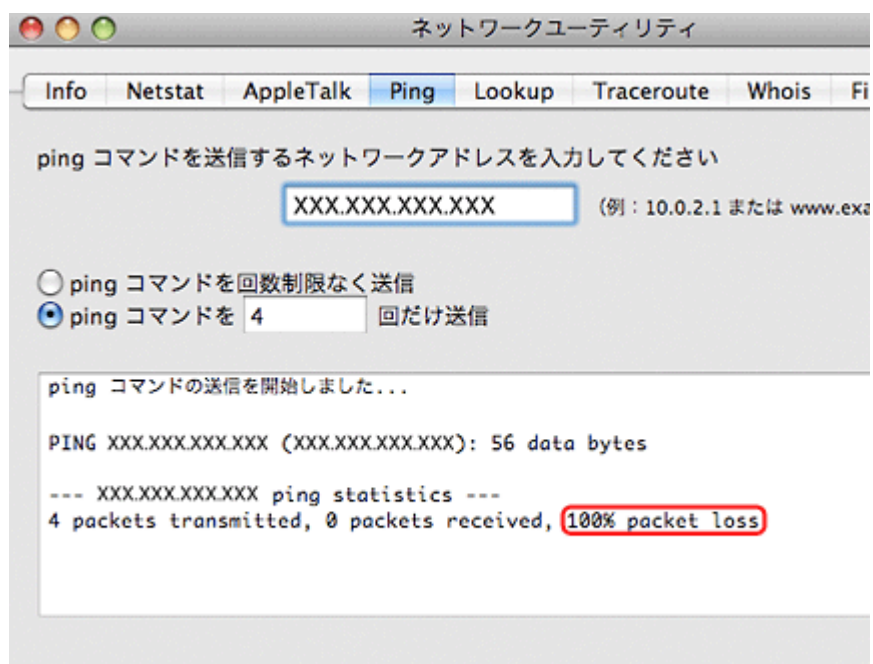 ネットワークユーティリティ
Info Netstat AppleTalk Ping Lookup Traceroute Whois Fi
ping コマンドを送信するネットワークアドレスを入力してください
XXX.XXX.XXX.XXX (例：10.0.2.1 または www.exa
ping コマンドを回数制限なく送信
ping コマンドを 4 回だけ送信
ping コマンドの送信を開始しました...
PING XXX.XXX.XXX.XXX (XXX.XXX.XXX.XXX): 56 data bytes
--- XXX.XXX.XXX.XXX ping statistics ---
4 packets transmitted, 0 packets received, 100% packet loss